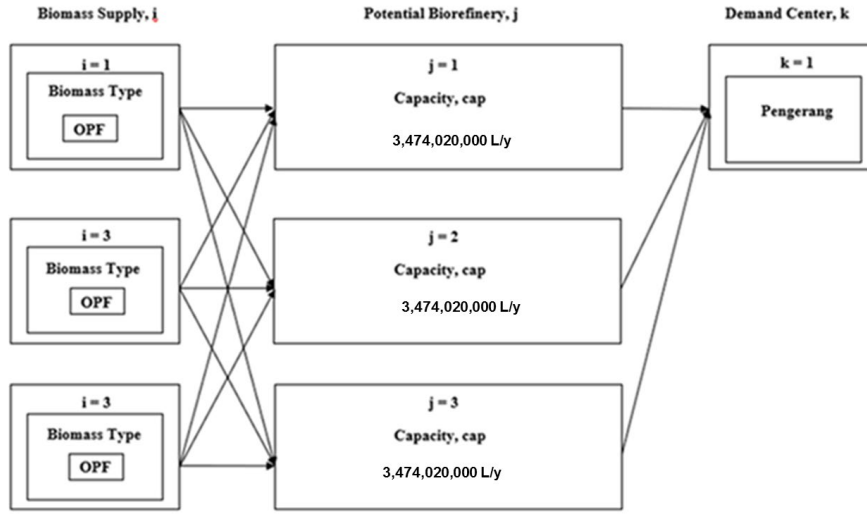 Biomass Supply, i
Potential Biorefinery, j
Demand Center, k
i = 1
Biomass Type
OPF
j = 1
Capacity, cap
3,474,020,000 L/y
k = 1
Pengerang
i = 3
Biomass Type
OPF
j = 2
Capacity, cap
3,474,020,000 L/y
i = 3
Biomass Type
OPF
j = 3
Capacity, cap
3,474,020,000 L/y